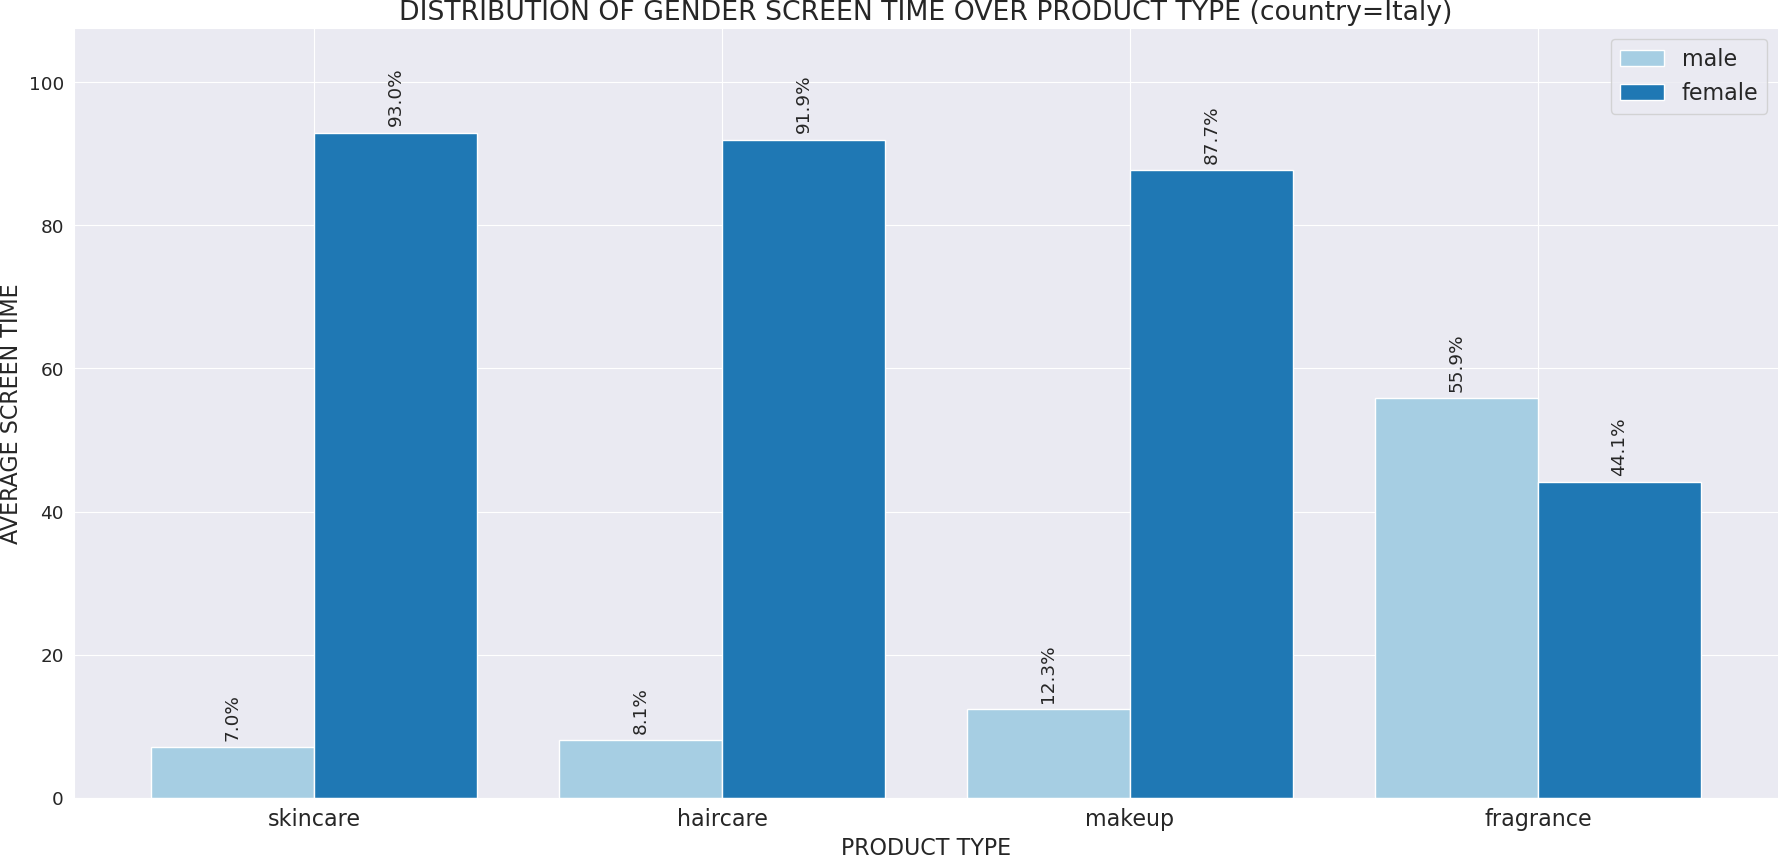 DISTRIBUTION OF GENDER SCREEN TIME OVER PRODUCT TYPE (country=Italy)
male
female
AVERAGE SCREEN TIME
100
80
60
40
20
0
7.0%
93.0%
8.1%
91.9%
12.3%
87.7%
55.9%
44.1%
skincare
haircare
makeup
fragrance
PRODUCT TYPE